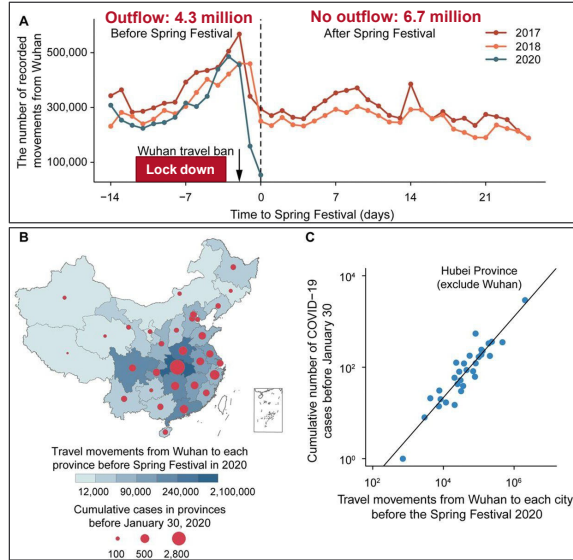 A
Outflow: 4.3 million
No outflow: 6.7 million
Before Spring Festival
After Spring Festival
2017
2018
2020
The number of recorded
movements from Wuhan
500,000
300,000
100,000
Wuhan travel ban
Lock down
-14
-7
0
7
14
21
Time to Spring Festival (days)
B
Travel movements from Wuhan to each
province before Spring Festival in 2020
12,000 90,000 240,000 2,100,000
Cumulative cases in provinces
before January 30, 2020
100 500 2,800
C
Hubei Province
(exclude Wuhan)
Cumulative number of COVID-19
cases before January 30
10⁴
10²
10⁰
10²
10⁴
10⁶
Travel movements from Wuhan to each city
before the Spring Festival 2020